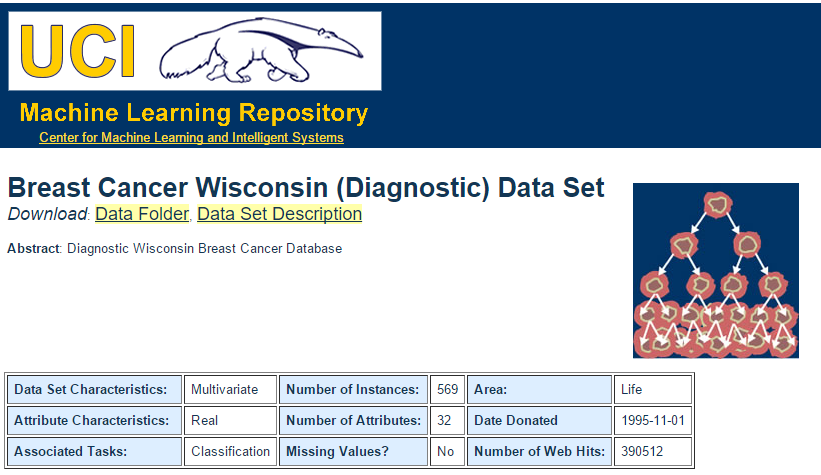 UCI
Machine Learning Repository
Center for Machine Learning and Intelligent Systems
Breast Cancer Wisconsin (Diagnostic) Data Set
Download: Data Folder, Data Set Description
Abstract: Diagnostic Wisconsin Breast Cancer Database
Data Set Characteristics: Multivariate Number of Instances: 569 Area: Life
Attribute Characteristics: Real Number of Attributes: 32 Date Donated 1995-11-01
Associated Tasks: Classification Missing Values? No Number of Web Hits: 390512